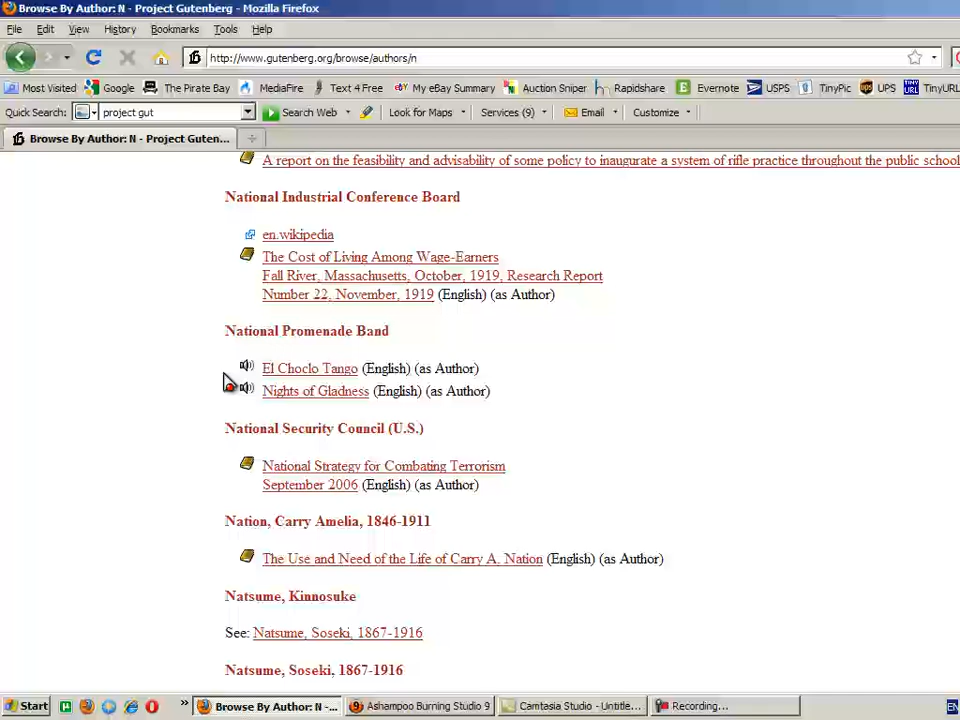 Browse By Author: N - Project Gutenberg - Mozilla Firefox
File Edit View History Bookmarks Tools Help
http://www.gutenberg.org/browse/authors/n
Most Visited Google The Pirate Bay MediaFire Text 4 Free My eBay Summary Auction Sniper Rapidshare Evernote USPS TinyPic UPS TinyURL
Quick Search: project gut Search Web Look for Maps Services (9) Email Customize
Browse By Author: N - Project Guten...
A report on the feasibility and advisability of some policy to inaugurate a system of rifle practice throughout the public school
National Industrial Conference Board
en.wikipedia
The Cost of Living Among Wage-Earners
Fall River, Massachusetts, October, 1919, Research Report
Number 22, November, 1919 (English) (as Author)
National Promenade Band
El Choclo Tango (English) (as Author)
Nights of Gladness (English) (as Author)
National Security Council (U.S.)
National Strategy for Combating Terrorism
September 2006 (English) (as Author)
Nation, Carry Amelia, 1846-1911
The Use and Need of the Life of Carry A. Nation (English) (as Author)
Natsume, Kinnosuke
See: Natsume, Soseki, 1867-1916
Natsume, Soseki, 1867-1916
Start Browse By Author: N -... Ashampoo Burning Studio 9 Camtasia Studio - Untitle... Recording... EN